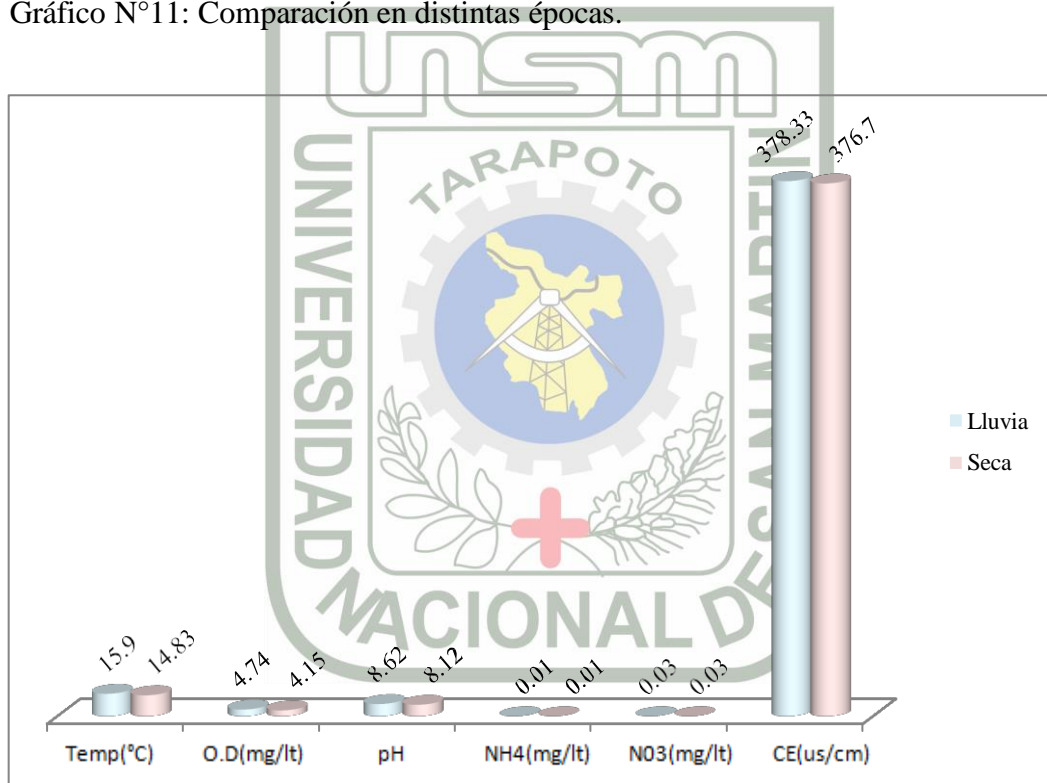 Gráfico N°11: Comparación en distintas épocas.
unsm
UNIVERSIDAD NACIONAL DE SAN MARTIN
TARAPOTO
378.33 376.7
Lluvia
Seca
15.9 14.83 4.74 4.15 8.62 8.12 0.01 0.01 0.03 0.03
Temp(°C) O.D(mg/lt) pH NH4(mg/lt) N03(mg/lt) CE(us/cm)